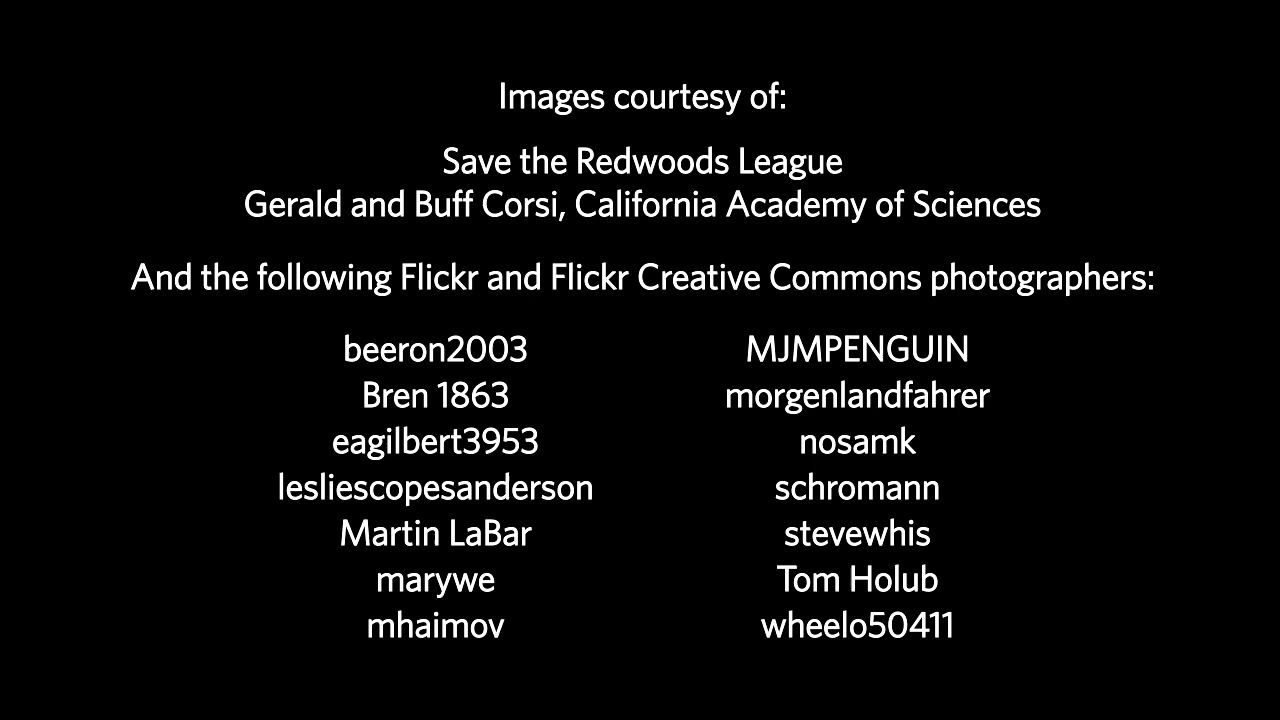 Images courtesy of:
Save the Redwoods League
Gerald and Buff Corsi, California Academy of Sciences
And the following Flickr and Flickr Creative Commons photographers:
beeron2003
Bren 1863
eagilbert3953
lesliescopesanderson
Martin LaBar
marywe
mhaimov
MJMPENGUIN
morgenlandfahrer
nosamk
schromann
stevewhis
Tom Holub
wheelo50411